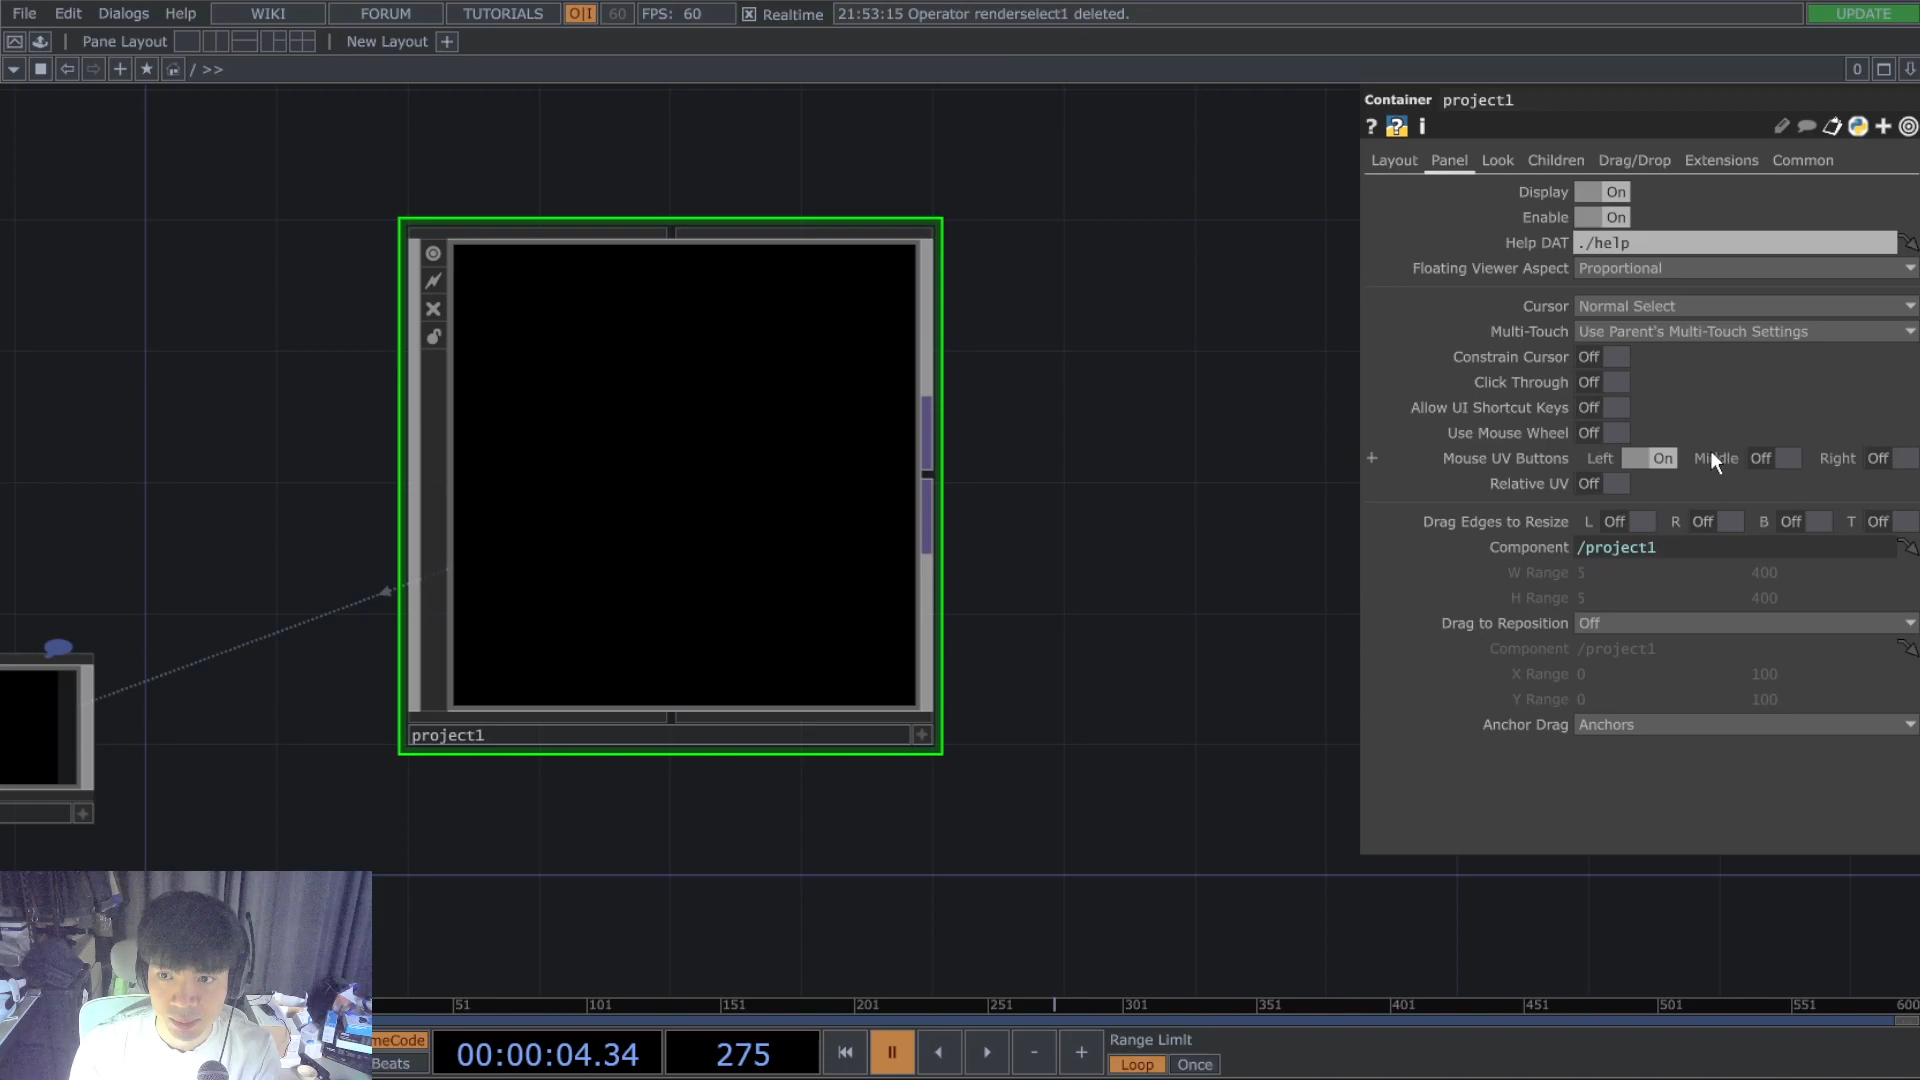 File Edit Dialogs Help WIKI FORUM TUTORIALS O|I 60 FPS: 60 Realtime 21:53:15 Operator renderselect1 deleted. UPDATE
Pane Layout New Layout +
/ >> 0
Container project1
? ? i
Layout Panel Look Children Drag/Drop Extensions Common
Display On
Enable On
Help DAT ./help
Floating Viewer Aspect Proportional
Cursor Normal Select
Multi-Touch Use Parent's Multi-Touch Settings
Constrain Cursor Off
Click Through Off
Allow UI Shortcut Keys Off
Use Mouse Wheel Off
+ Mouse UV Buttons Left On Middle Off Right Off
Relative UV Off
Drag Edges to Resize L Off R Off B Off T Off
Component /project1
W Range 5 400
H Range 5 400
Drag to Reposition Off
Component /project1
X Range 0 100
Y Range 0 100
Anchor Drag Anchors
project1
51 101 151 201 251 301 351 401 451 501 551 600
meCode
Beats
00:00:04.34 275 - +
Range Limit
Loop Once